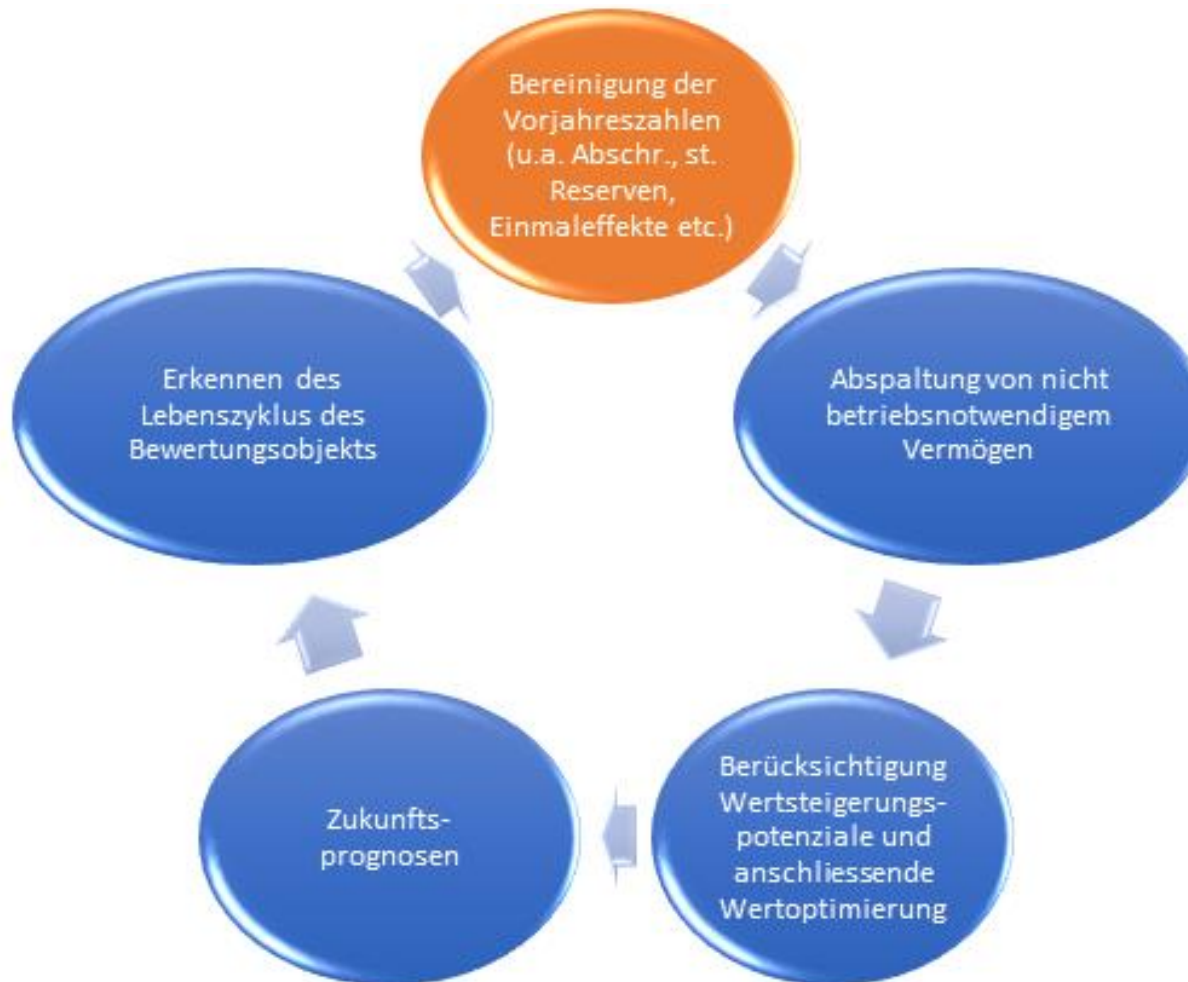 Bereinigung der
Vorjahreszahlen
(u.a. Abschr., st.
Reserven,
Einmaleffekte etc.)
Abspaltung von nicht
betriebsnotwendigem
Vermögen
Berücksichtigung
Wertsteigerungs-
potenziale und
anschliessende
Wertoptimierung
Zukunfts-
prognosen
Erkennen des
Lebenszyklus des
Bewertungsobjekts